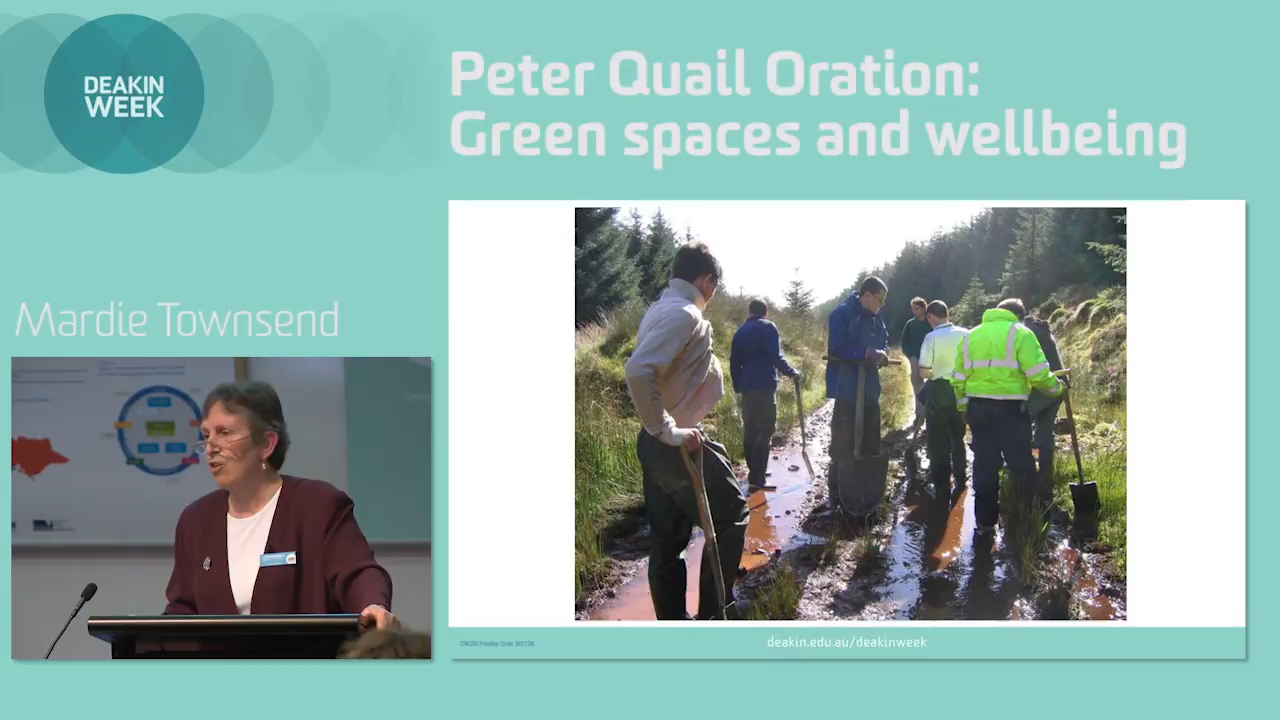 DEAKIN
WEEK
Peter Quail Oration:
Green spaces and wellbeing
Mardie Townsend
deakin.edu.au/deakinweek